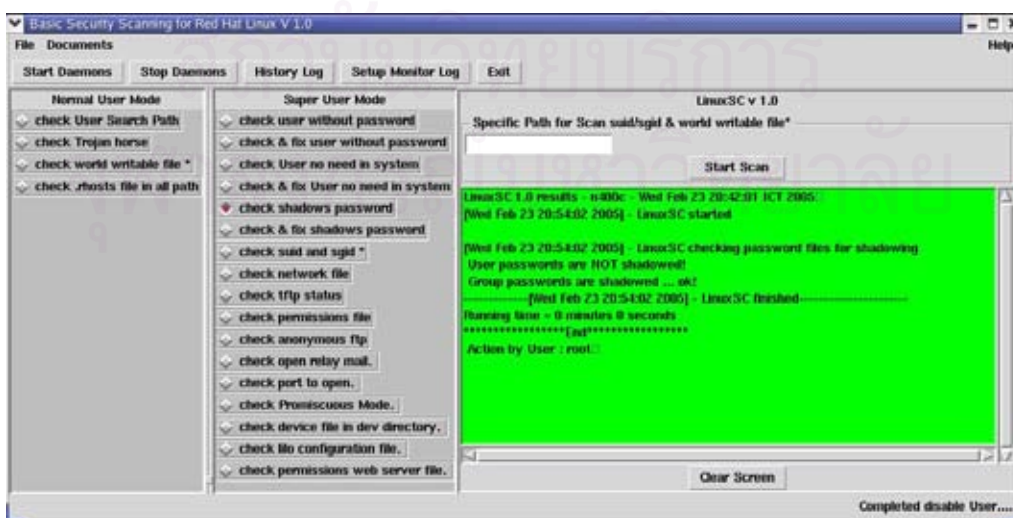 Basic Security Scanning for Red Hat Linux V 1.0
File Documents Help
Start Daemons Stop Daemons History Log Setup Monitor Log Exit
Normal User Mode
check User Search Path
check Trojan horse
check world writable file *
check .rhosts file in all path
Super User Mode
check user without password
check & fix user without password
check User no need in system
check & fix User no need in system
check shadows password
check & fix shadows password
check suid and sgid *
check network file
check tftp status
check permissions file
check anonymous ftp
check open relay mail.
check port to open.
check Promiscuous Mode.
check device file in dev directory.
check lilo configuration file.
check permissions web server file.
LinuxSC v 1.0
Specific Path for Scan suid/sgid & world writable file*
Start Scan
LinuxSC 1.0 results - n400c - Wed Feb 23 20:42:01 ICT 2005
[Wed Feb 23 20:54:02 2005] - LinuxSC started
[Wed Feb 23 20:54:02 2005] - LinuxSC checking password files for shadowing
User passwords are NOT shadowed!
Group passwords are shadowed ... ok!
---------------[Wed Feb 23 20:54:02 2005] - LinuxSC finished-----------------------
Running time = 0 minutes 0 seconds
*****************End*****************
Action by User : root
Clear Screen
Completed disable User....